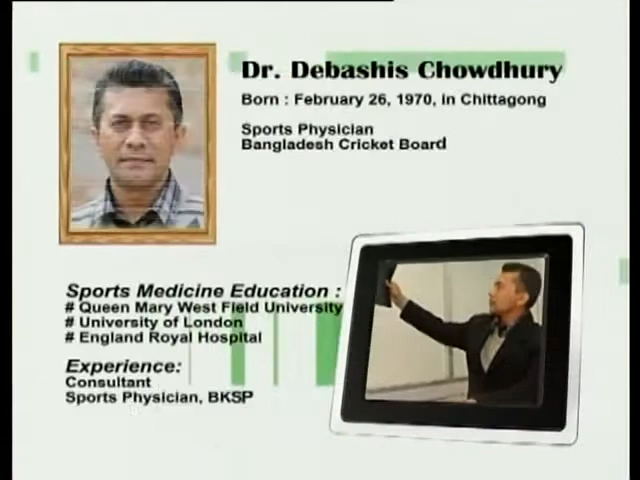 Dr. Debashis Chowdhury
Born : February 26, 1970, in Chittagong
Sports Physician
Bangladesh Cricket Board
Sports Medicine Education :
# Queen Mary West Field University
# University of London
# England Royal Hospital
Experience:
Consultant
Sports Physician, BKSP